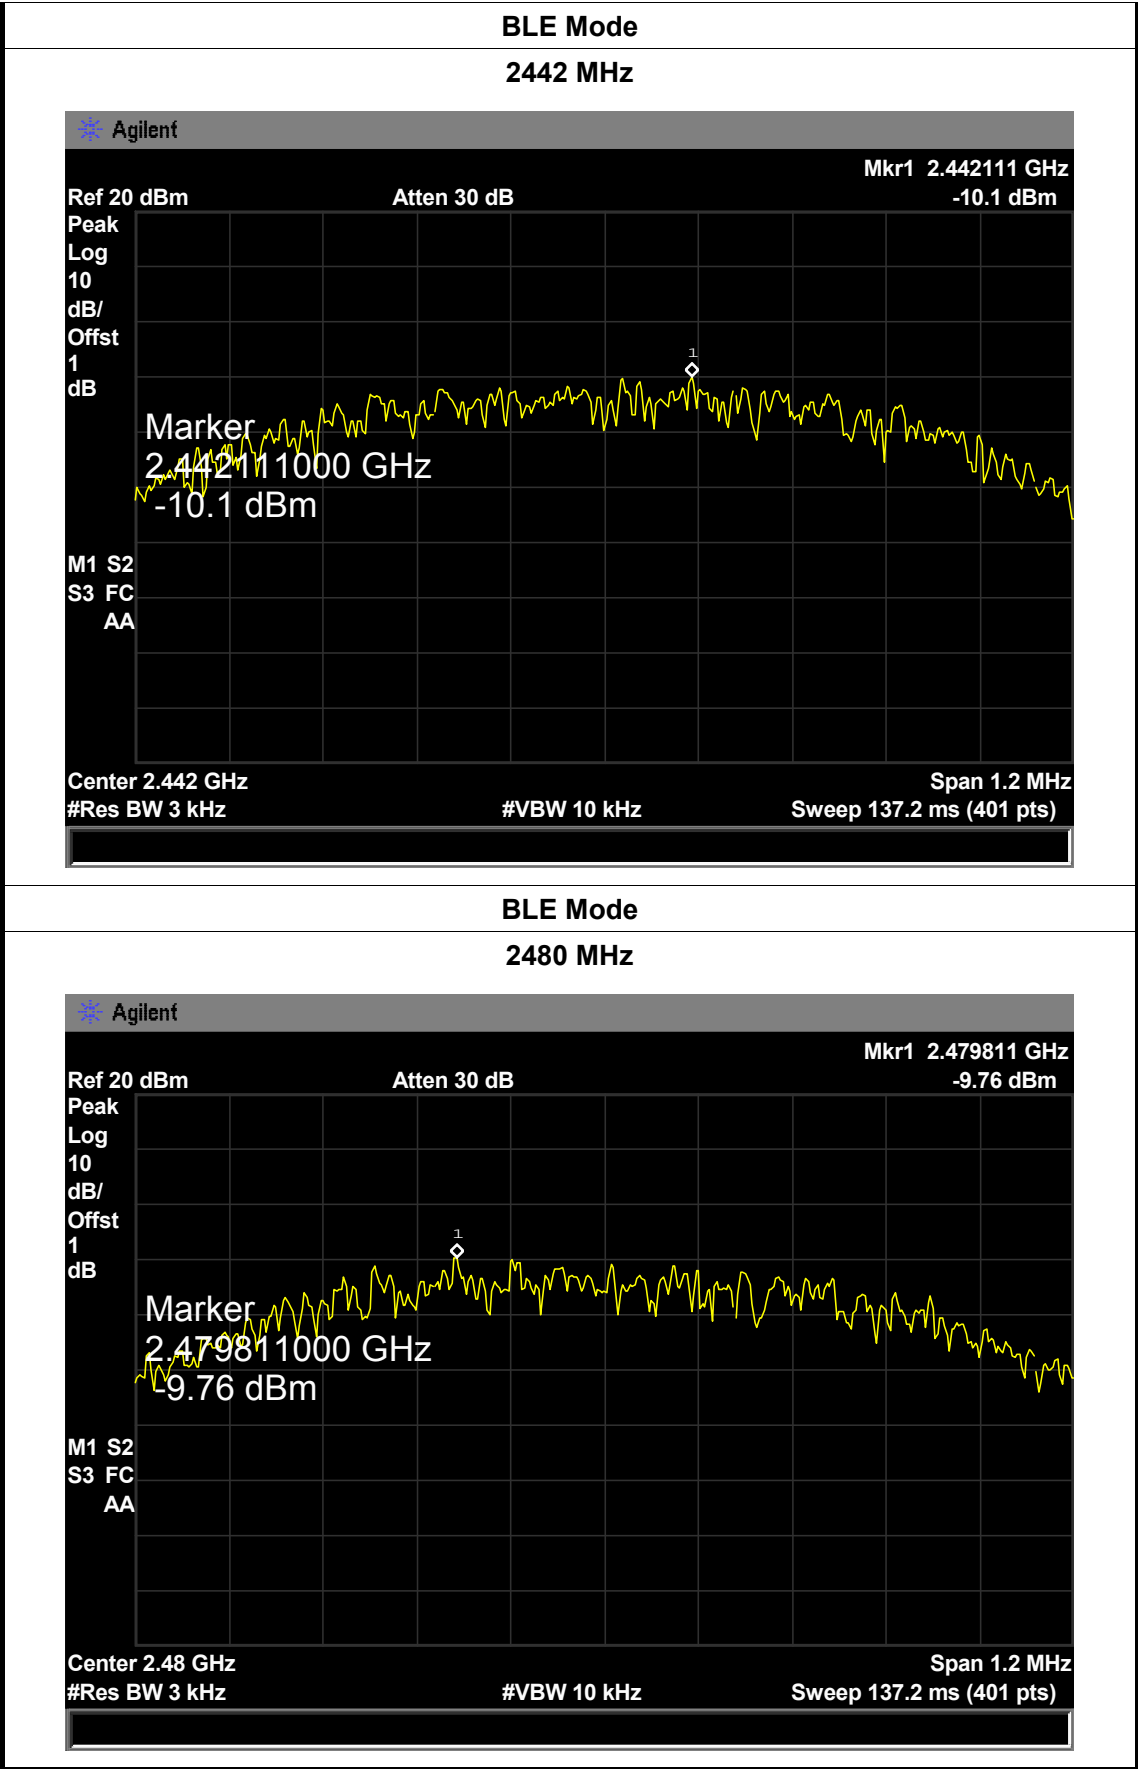 BLE Mode
2442 MHz
Agilent
Mkr1 2.442111 GHz
Ref 20 dBm Atten 30 dB -10.1 dBm
Peak
Log
10
dB/
Offst
1
dB
1
Marker
2.442111000 GHz
-10.1 dBm
M1 S2
S3 FC
AA
Center 2.442 GHz Span 1.2 MHz
#Res BW 3 kHz #VBW 10 kHz Sweep 137.2 ms (401 pts)
BLE Mode
2480 MHz
Agilent
Mkr1 2.479811 GHz
Ref 20 dBm Atten 30 dB -9.76 dBm
Peak
Log
10
dB/
Offst
1
dB
1
Marker
2.479811000 GHz
-9.76 dBm
M1 S2
S3 FC
AA
Center 2.48 GHz Span 1.2 MHz
#Res BW 3 kHz #VBW 10 kHz Sweep 137.2 ms (401 pts)